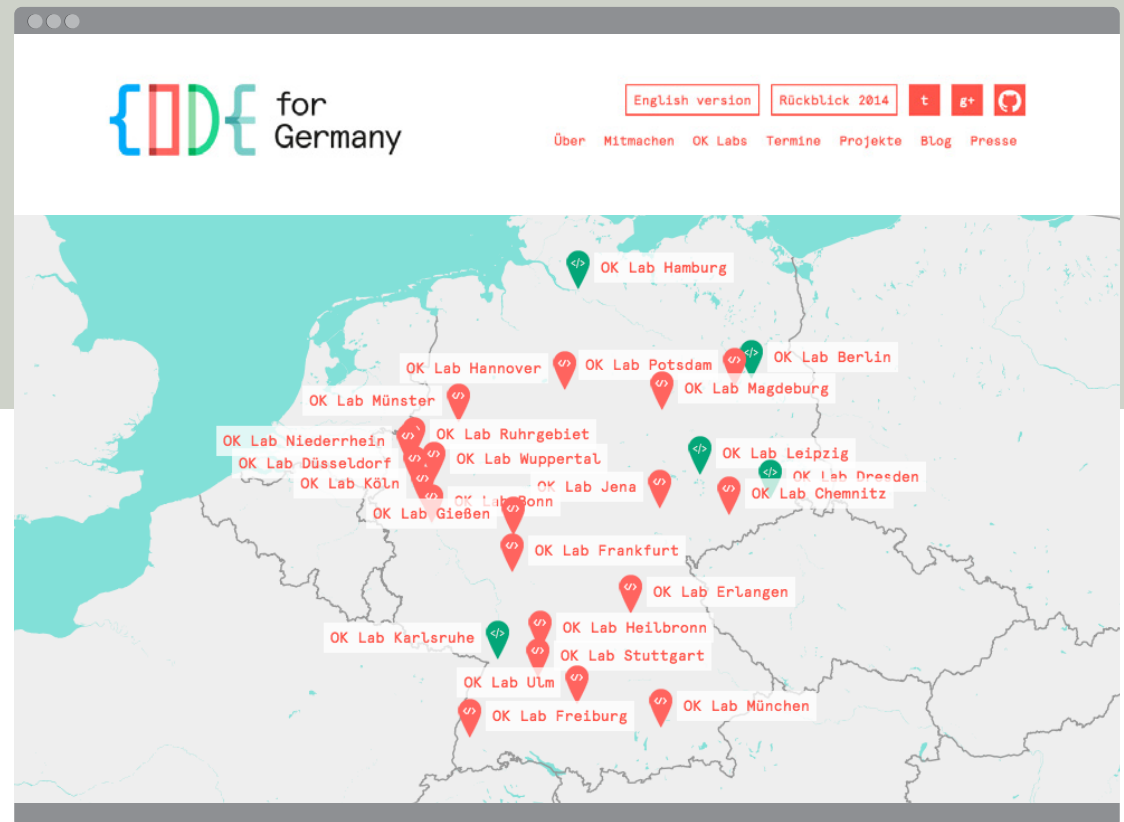 {CODE for
Germany
English version Rückblick 2014 t g+
Über Mitmachen OK Labs Termine Projekte Blog Presse
OK Lab Hamburg
OK Lab Berlin
OK Lab Potsdam
OK Lab Hannover
OK Lab Magdeburg
OK Lab Münster
OK Lab Ruhrgebiet
OK Lab Niederrhein
OK Lab Leipzig
OK Lab Wuppertal
OK Lab Düsseldorf
OK Lab Dresden
OK Lab Köln
OK Lab Jena
OK Lab Chemnitz
OK Lab Bonn
OK Lab Gießen
OK Lab Frankfurt
OK Lab Erlangen
OK Lab Heilbronn
OK Lab Karlsruhe
OK Lab Stuttgart
OK Lab Ulm
OK Lab München
OK Lab Freiburg